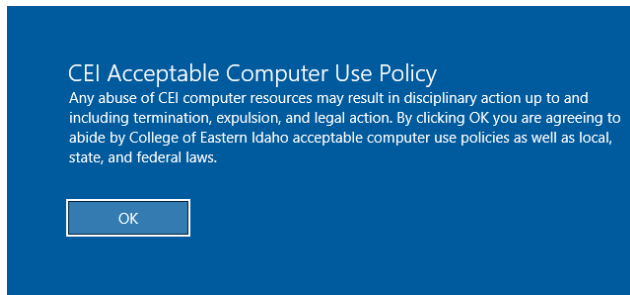 CEI Acceptable Computer Use Policy
Any abuse of CEI computer resources may result in disciplinary action up to and
including termination, expulsion, and legal action. By clicking OK you are agreeing to
abide by College of Eastern Idaho acceptable computer use policies as well as local,
state, and federal laws.
OK